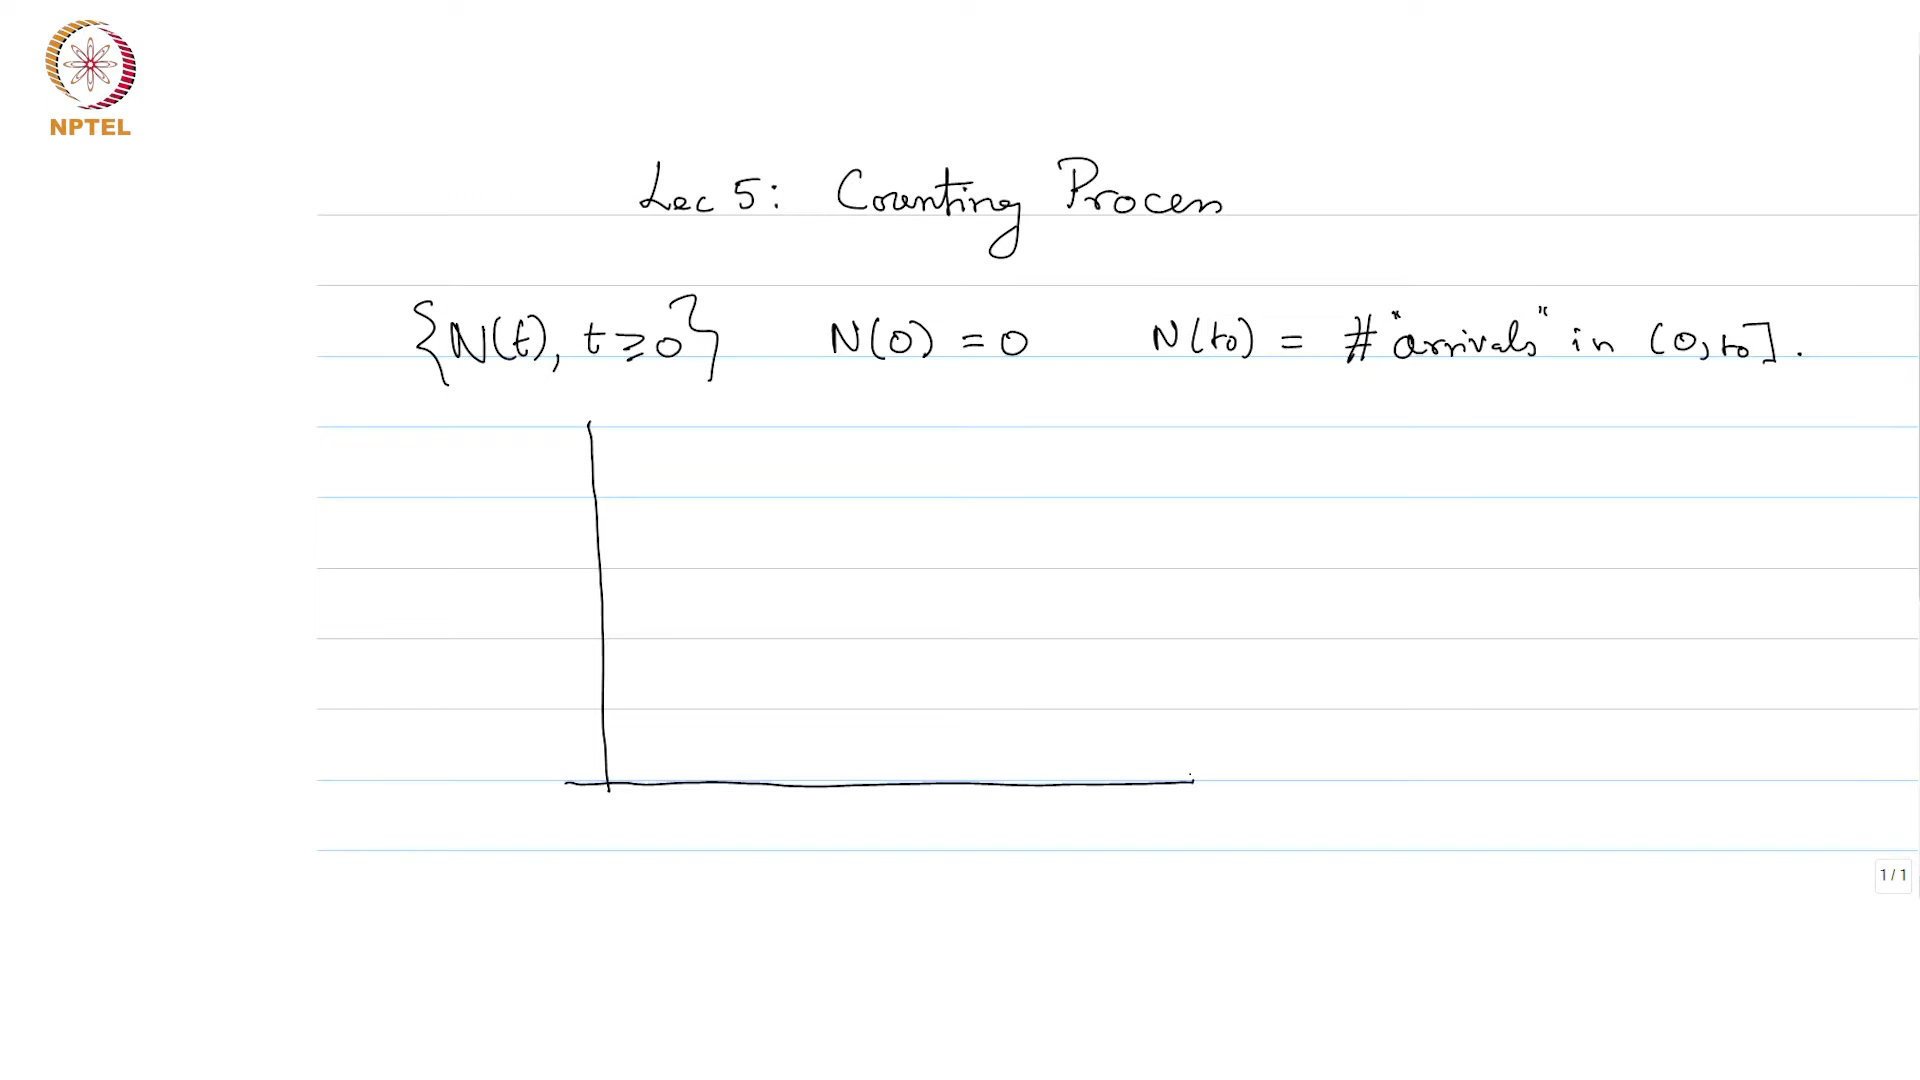 NPTEL
Lec 5: Counting Process
{N(t), t≥0} N(0) = 0 N(t0) = # "arrivals" in (0, t0].
1 / 1